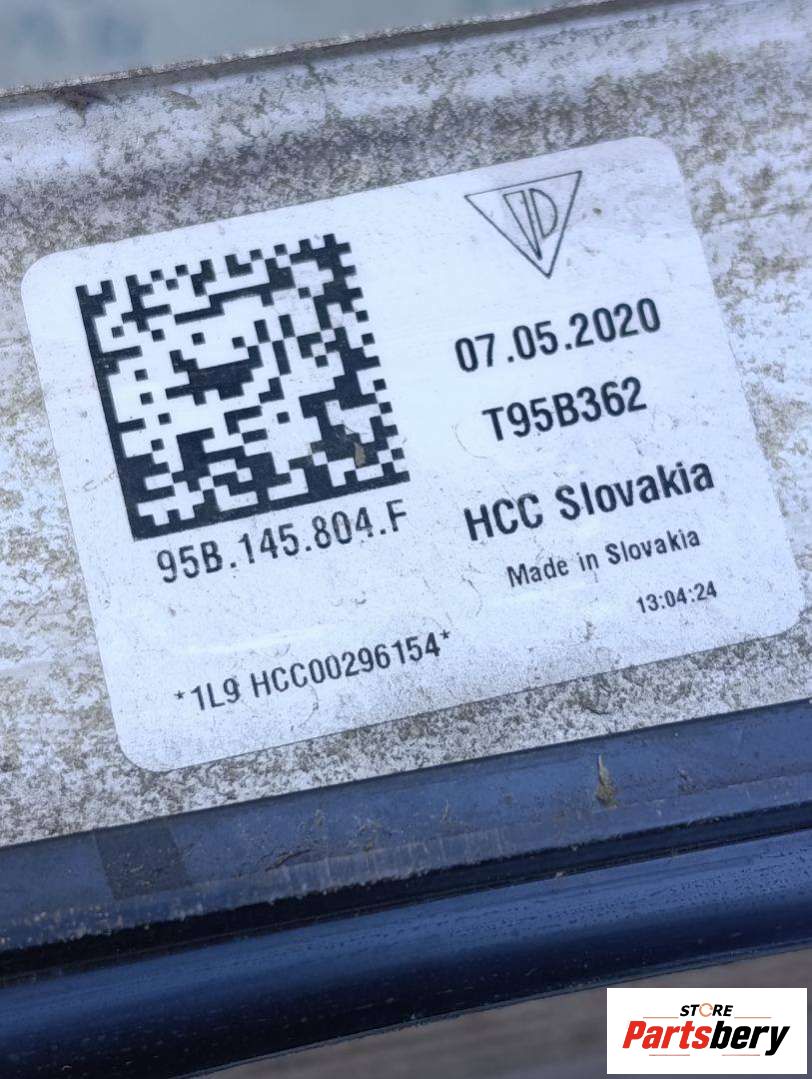 07.05.2020
T95B362
95B.145.804.F
HCC Slovakia
Made in Slovakia
13:04:24
*1L9 HCC00296154*
STORE
Partsbery